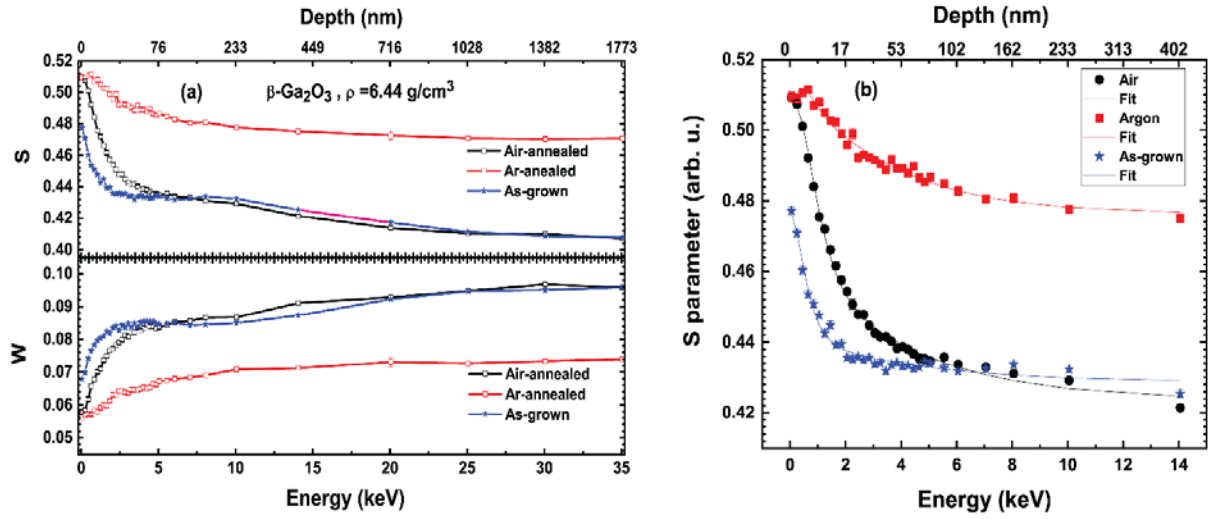 Depth (nm)
0 76 233 449 716 1028 1382 1773
0.52
0.50
0.48
0.46
0.44
0.42
0.40
S
(a) β-Ga2O3 , ρ =6.44 g/cm3
Air-annealed
Ar-annealed
As-grown
0.10
0.09
0.08
0.07
0.06
0.05
W
Air-annealed
Ar-annealed
As-grown
0 5 10 15 20 25 30 35
Energy (keV)
Depth (nm)
0 17 53 102 162 233 313 402
0.52
0.50
0.48
0.46
0.44
0.42
S parameter (arb. u.)
(b)
Air
Fit
Argon
Fit
As-grown
Fit
0 2 4 6 8 10 12 14
Energy (keV)